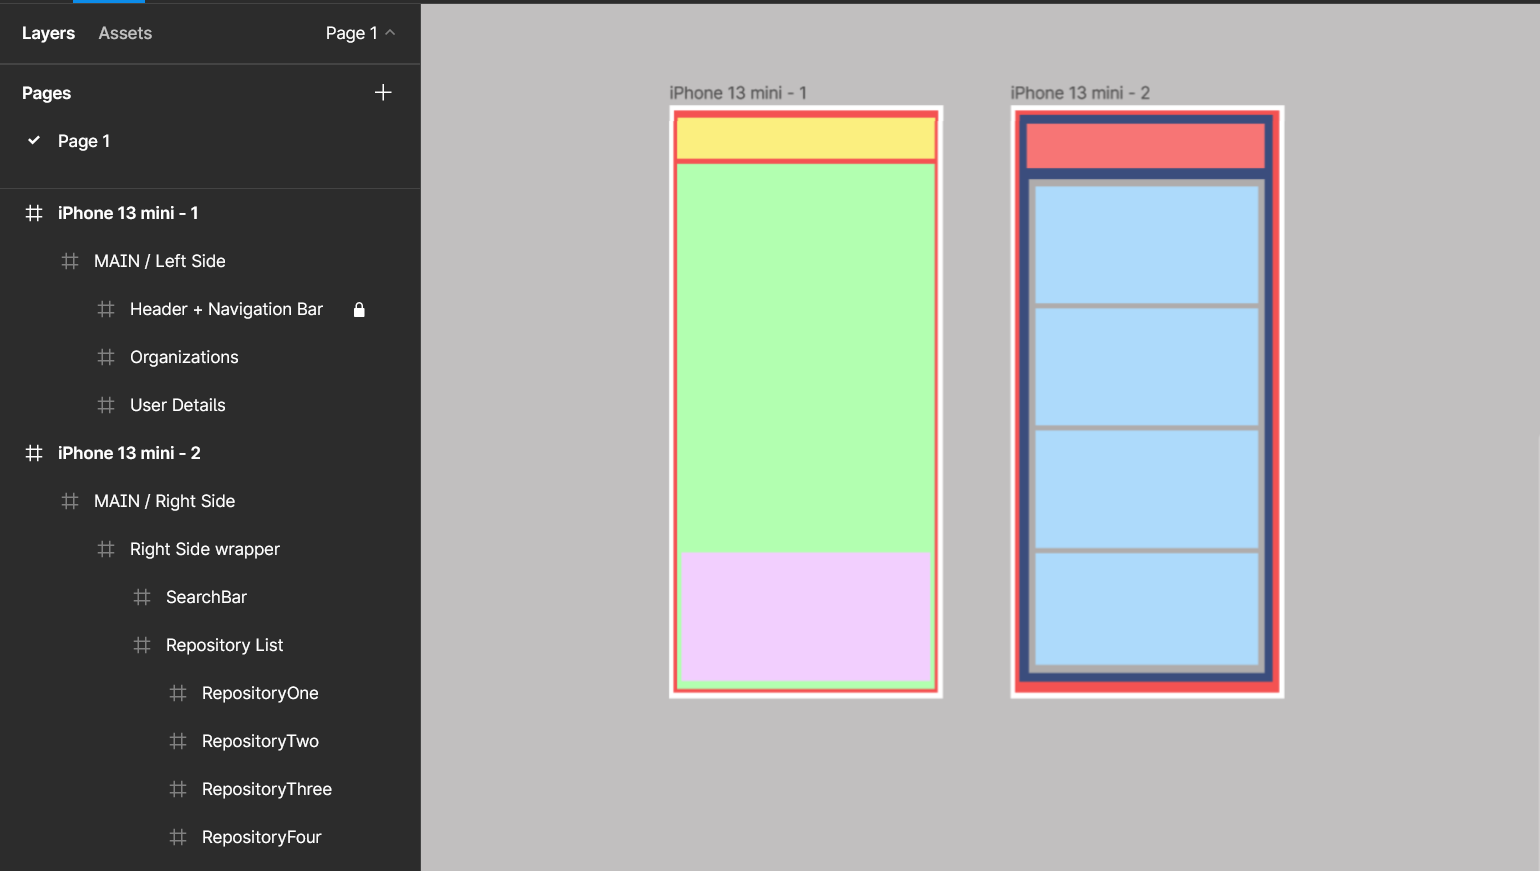 Layers Assets Page 1
Pages
Page 1
iPhone 13 mini - 1
MAIN / Left Side
Header + Navigation Bar
Organizations
User Details
iPhone 13 mini - 2
MAIN / Right Side
Right Side wrapper
SearchBar
Repository List
RepositoryOne
RepositoryTwo
RepositoryThree
RepositoryFour
iPhone 13 mini - 1
iPhone 13 mini - 2